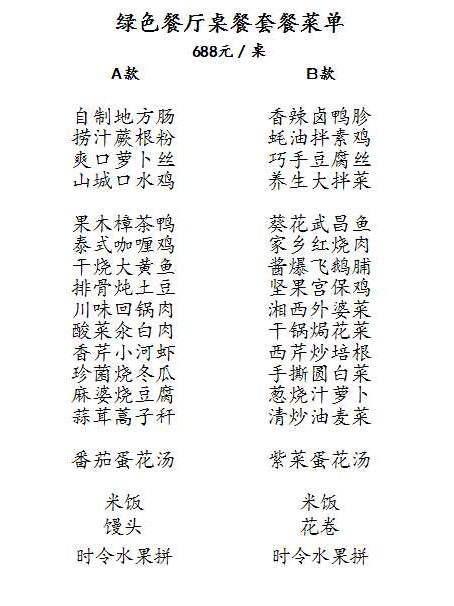 绿色餐厅桌餐套餐菜单
688元/桌
A款 B款
自制地方肠 香辣卤鸭胗
捞汁蕨根粉 蚝油拌素鸡
爽口萝卜丝 巧手豆腐丝
山城口水鸡 养生大拌菜
果木樟茶鸭 葵花武昌鱼
泰式咖喱鸡 家乡红烧肉
干烧大黄鱼 酱爆飞鹅脯
排骨炖土豆 坚果宫保鸡
川味回锅肉 湘西外婆菜
酸菜汆白肉 干锅焗花菜
香芹小河虾 西芹炒培根
珍菌烧冬瓜 手撕圆白菜
麻婆烧豆腐 葱烧汁萝卜
蒜茸蒿子秆 清炒油麦菜
番茄蛋花汤 紫菜蛋花汤
米饭 米饭
馒头 花卷
时令水果拼 时令水果拼